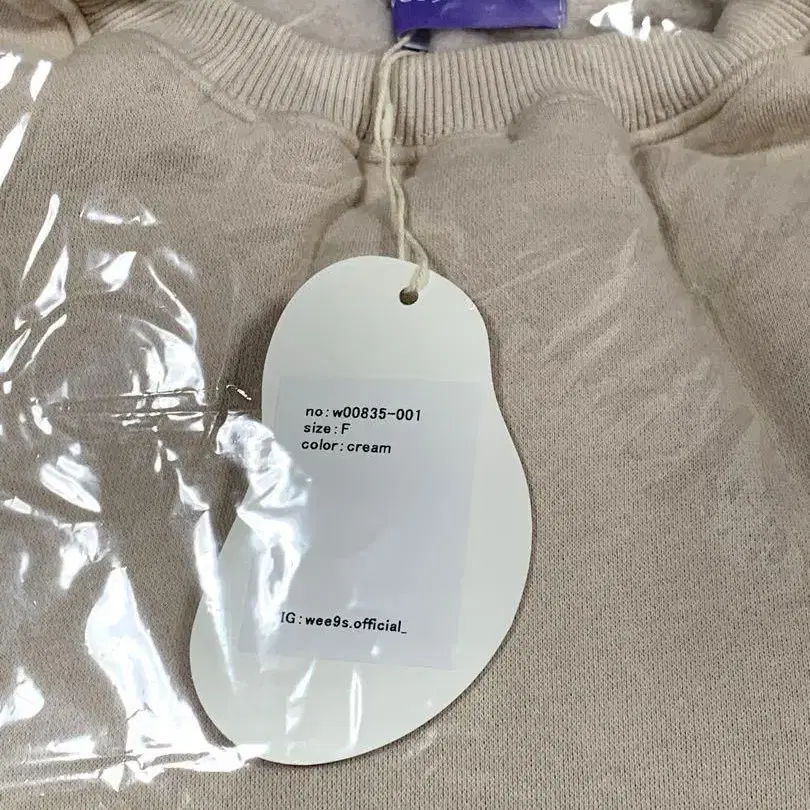 no:w00835-001
size:F
color:cream
IG:wee9s.official_